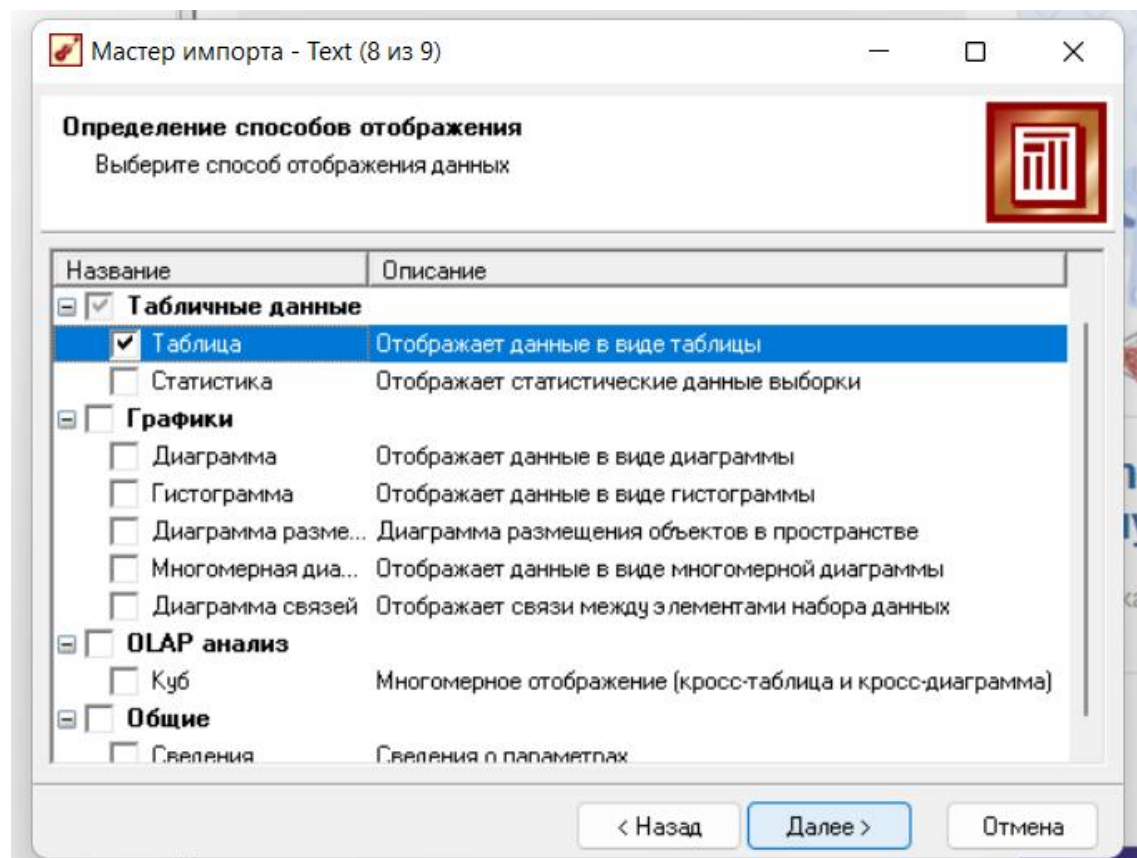 Мастер импорта - Text (8 из 9)
Определение способов отображения
Выберите способ отображения данных
Название Описание
Табличные данные
Таблица Отображает данные в виде таблицы
Статистика Отображает статистические данные выборки
Графики
Диаграмма Отображает данные в виде диаграммы
Гистограмма Отображает данные в виде гистограммы
Диаграмма разме... Диаграмма размещения объектов в пространстве
Многомерная диа... Отображает данные в виде многомерной диаграммы
Диаграмма связей Отображает связи между элементами набора данных
OLAP анализ
Куб Многомерное отображение (кросс-таблица и кросс-диаграмма)
Общие
Сведения Сведения о параметрах
< Назад Далее > Отмена